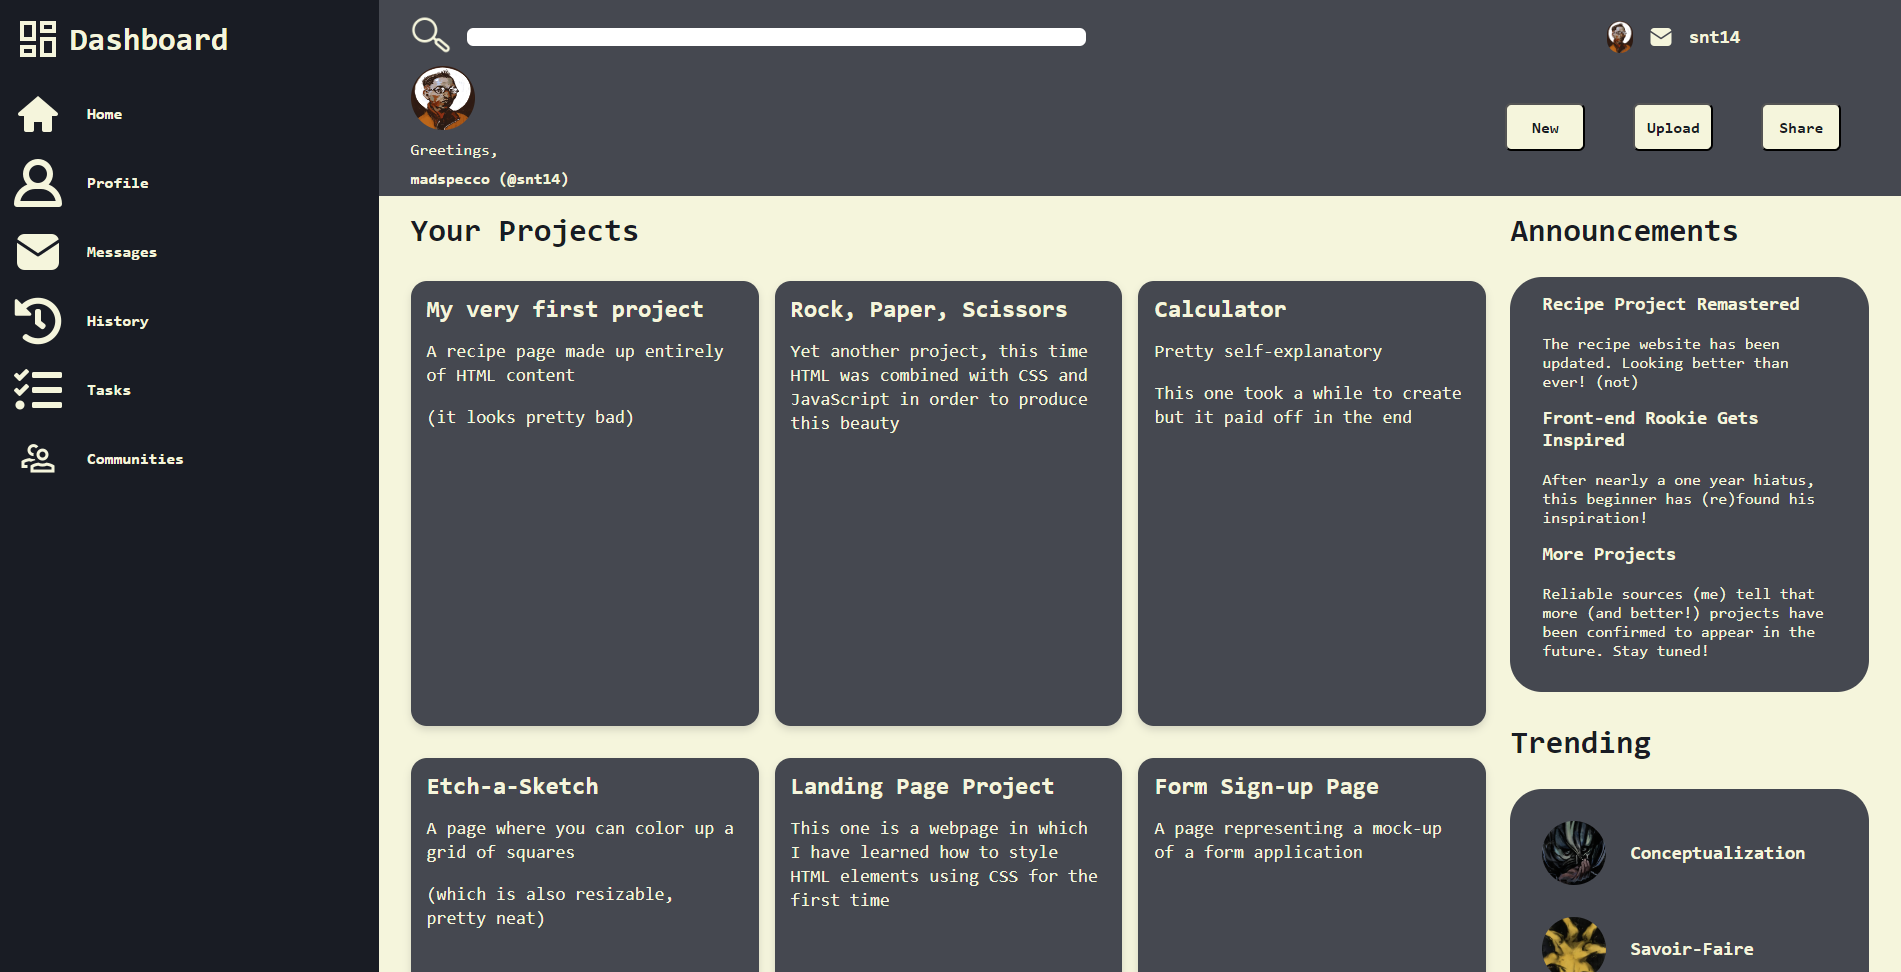 Dashboard
Home
Profile
Messages
History
Tasks
Communities
snt14
Greetings,
madspecco (@snt14)
New
Upload
Share
Your Projects
My very first project
A recipe page made up entirely
of HTML content
(it looks pretty bad)
Rock, Paper, Scissors
Yet another project, this time
HTML was combined with CSS and
JavaScript in order to produce
this beauty
Calculator
Pretty self-explanatory
This one took a while to create
but it paid off in the end
Etch-a-Sketch
A page where you can color up a
grid of squares
(which is also resizable,
pretty neat)
Landing Page Project
This one is a webpage in which
I have learned how to style
HTML elements using CSS for the
first time
Form Sign-up Page
A page representing a mock-up
of a form application
Announcements
Recipe Project Remastered
The recipe website has been
updated. Looking better than
ever! (not)
Front-end Rookie Gets
Inspired
After nearly a one year hiatus,
this beginner has (re)found his
inspiration!
More Projects
Reliable sources (me) tell that
more (and better!) projects have
been confirmed to appear in the
future. Stay tuned!
Trending
Conceptualization
Savoir-Faire